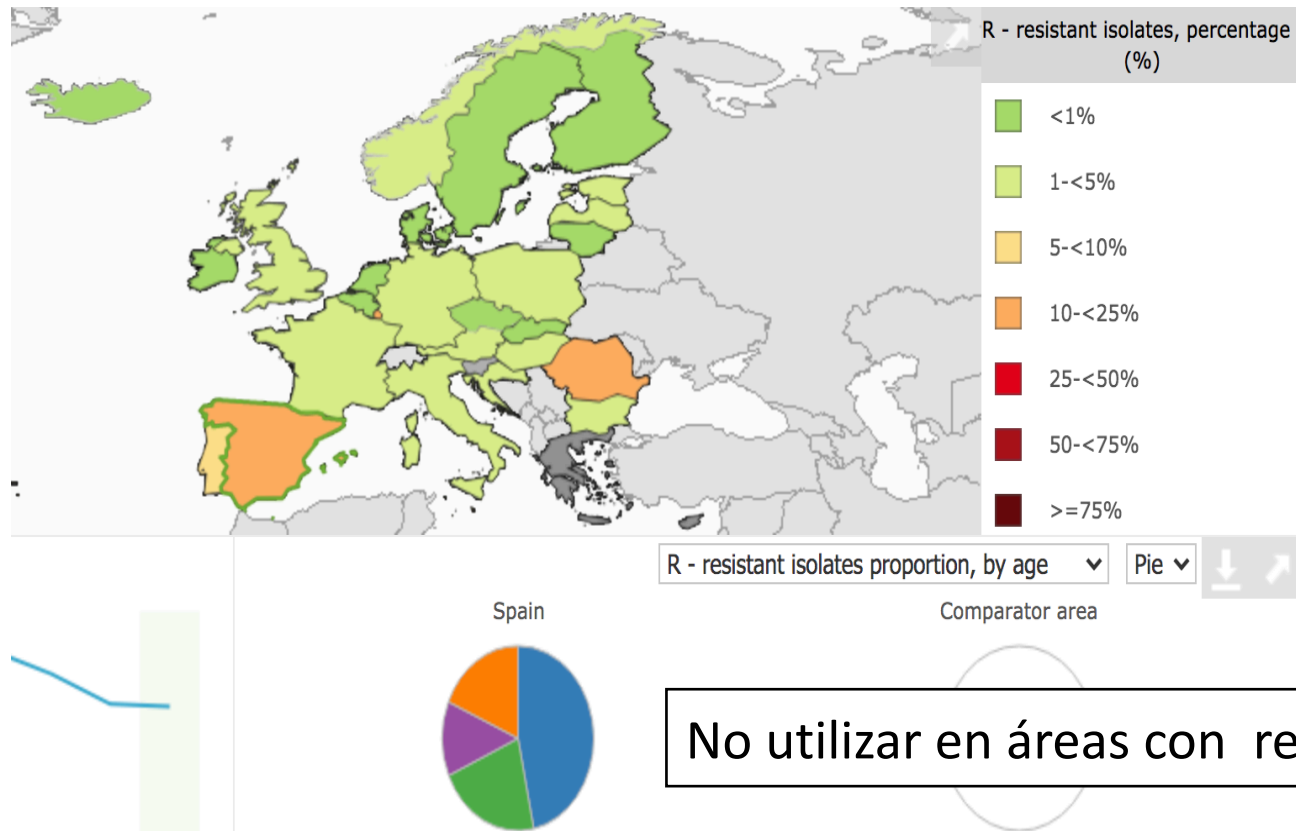 R - resistant isolates, percentage
(%)
<1%
1-<5%
5-<10%
10-<25%
25-<50%
50-<75%
>=75%
R - resistant isolates proportion, by age
Pie
Spain
Comparator area
No utilizar en áreas con re